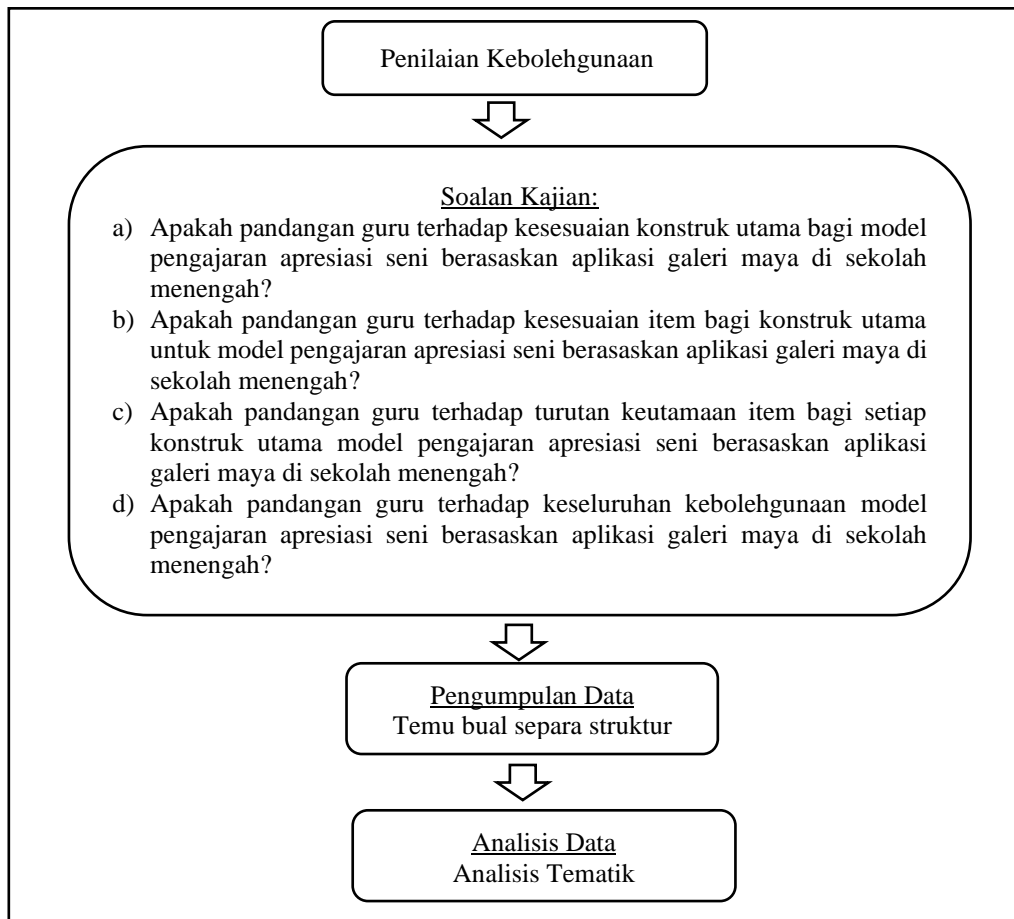 Penilaian Kebolehgunaan
Soalan Kajian:
a) Apakah pandangan guru terhadap kesesuaian konstruk utama bagi model
pengajaran apresiasi seni berasaskan aplikasi galeri maya di sekolah
menengah?
b) Apakah pandangan guru terhadap kesesuaian item bagi konstruk utama
untuk model pengajaran apresiasi seni berasaskan aplikasi galeri maya di
sekolah menengah?
c) Apakah pandangan guru terhadap turutan keutamaan item bagi setiap
konstruk utama model pengajaran apresiasi seni berasaskan aplikasi
galeri maya di sekolah menengah?
d) Apakah pandangan guru terhadap keseluruhan kebolehgunaan model
pengajaran apresiasi seni berasaskan aplikasi galeri maya di sekolah
menengah?
Pengumpulan Data
Temu bual separa struktur
Analisis Data
Analisis Tematik